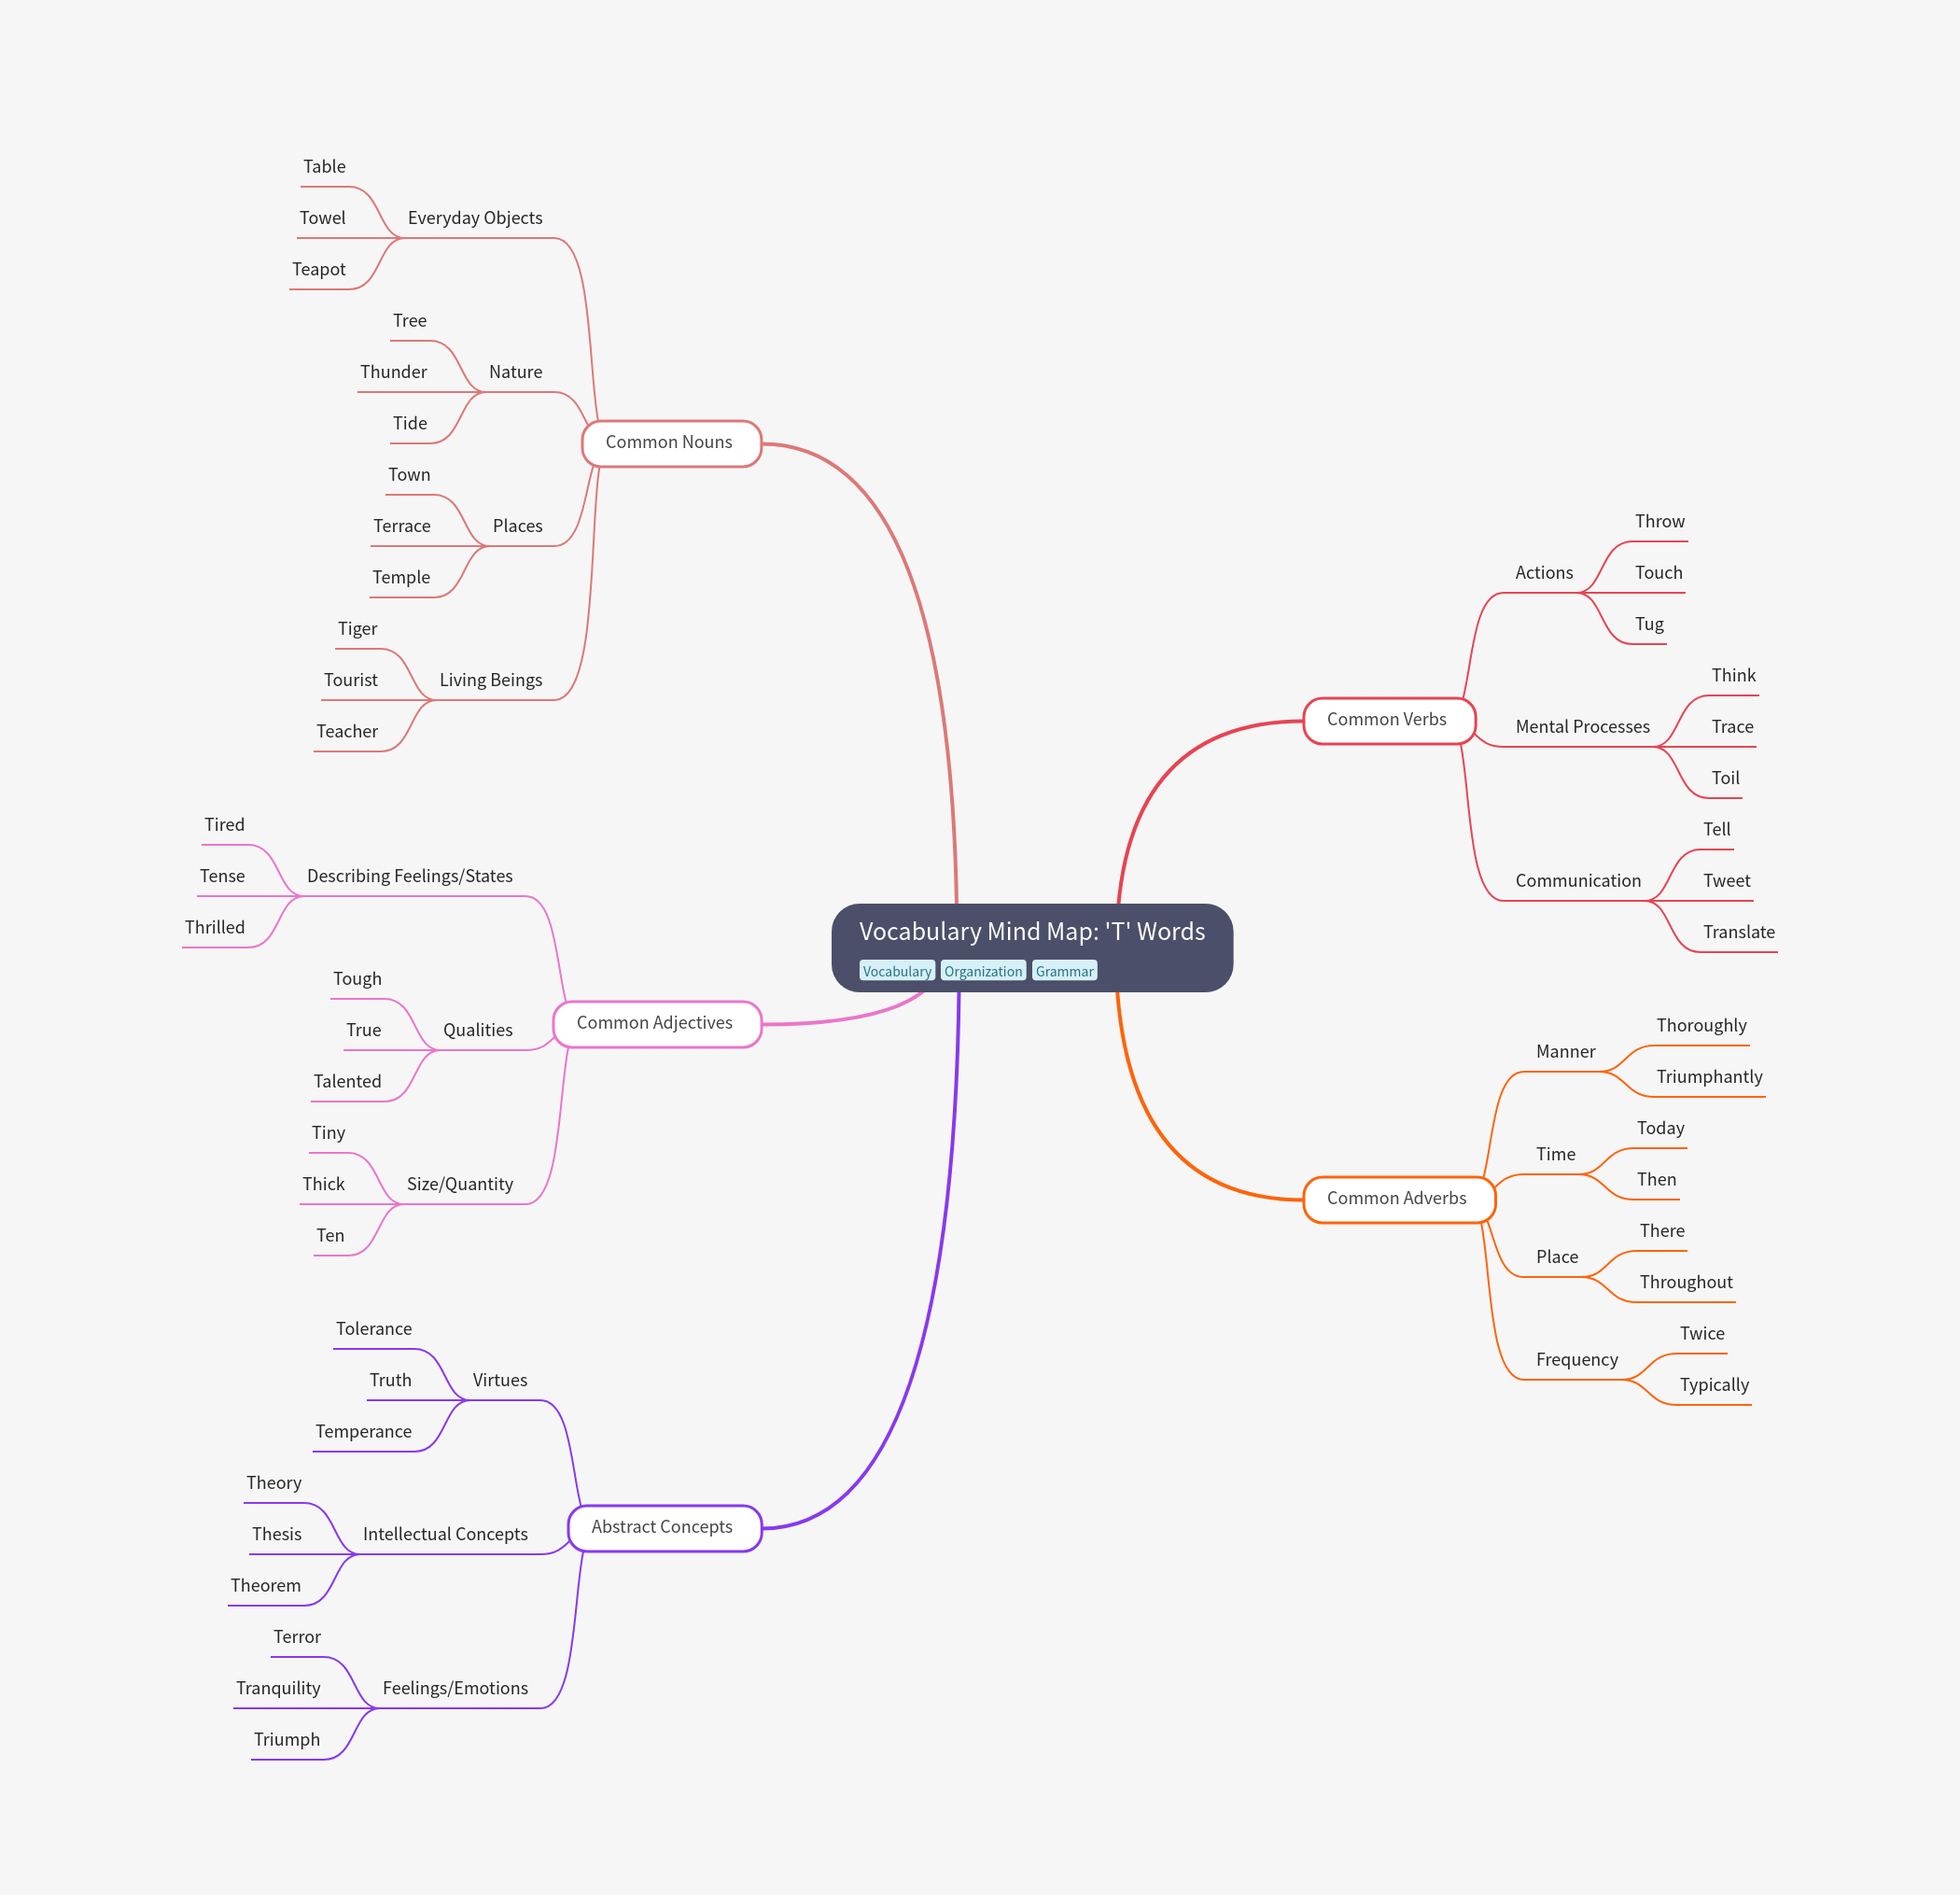 Vocabulary Mind Map: 'T' Words
Vocabulary Organization Grammar
Common Nouns
Everyday Objects
Table
Towel
Teapot
Nature
Tree
Thunder
Tide
Places
Town
Terrace
Temple
Living Beings
Tiger
Tourist
Teacher
Common Adjectives
Describing Feelings/States
Tired
Tense
Thrilled
Qualities
Tough
True
Talented
Size/Quantity
Tiny
Thick
Ten
Abstract Concepts
Virtues
Tolerance
Truth
Temperance
Intellectual Concepts
Theory
Thesis
Theorem
Feelings/Emotions
Terror
Tranquility
Triumph
Common Verbs
Actions
Throw
Touch
Tug
Mental Processes
Think
Trace
Toil
Communication
Tell
Tweet
Translate
Common Adverbs
Manner
Thoroughly
Triumphantly
Time
Today
Then
Place
There
Throughout
Frequency
Twice
Typically